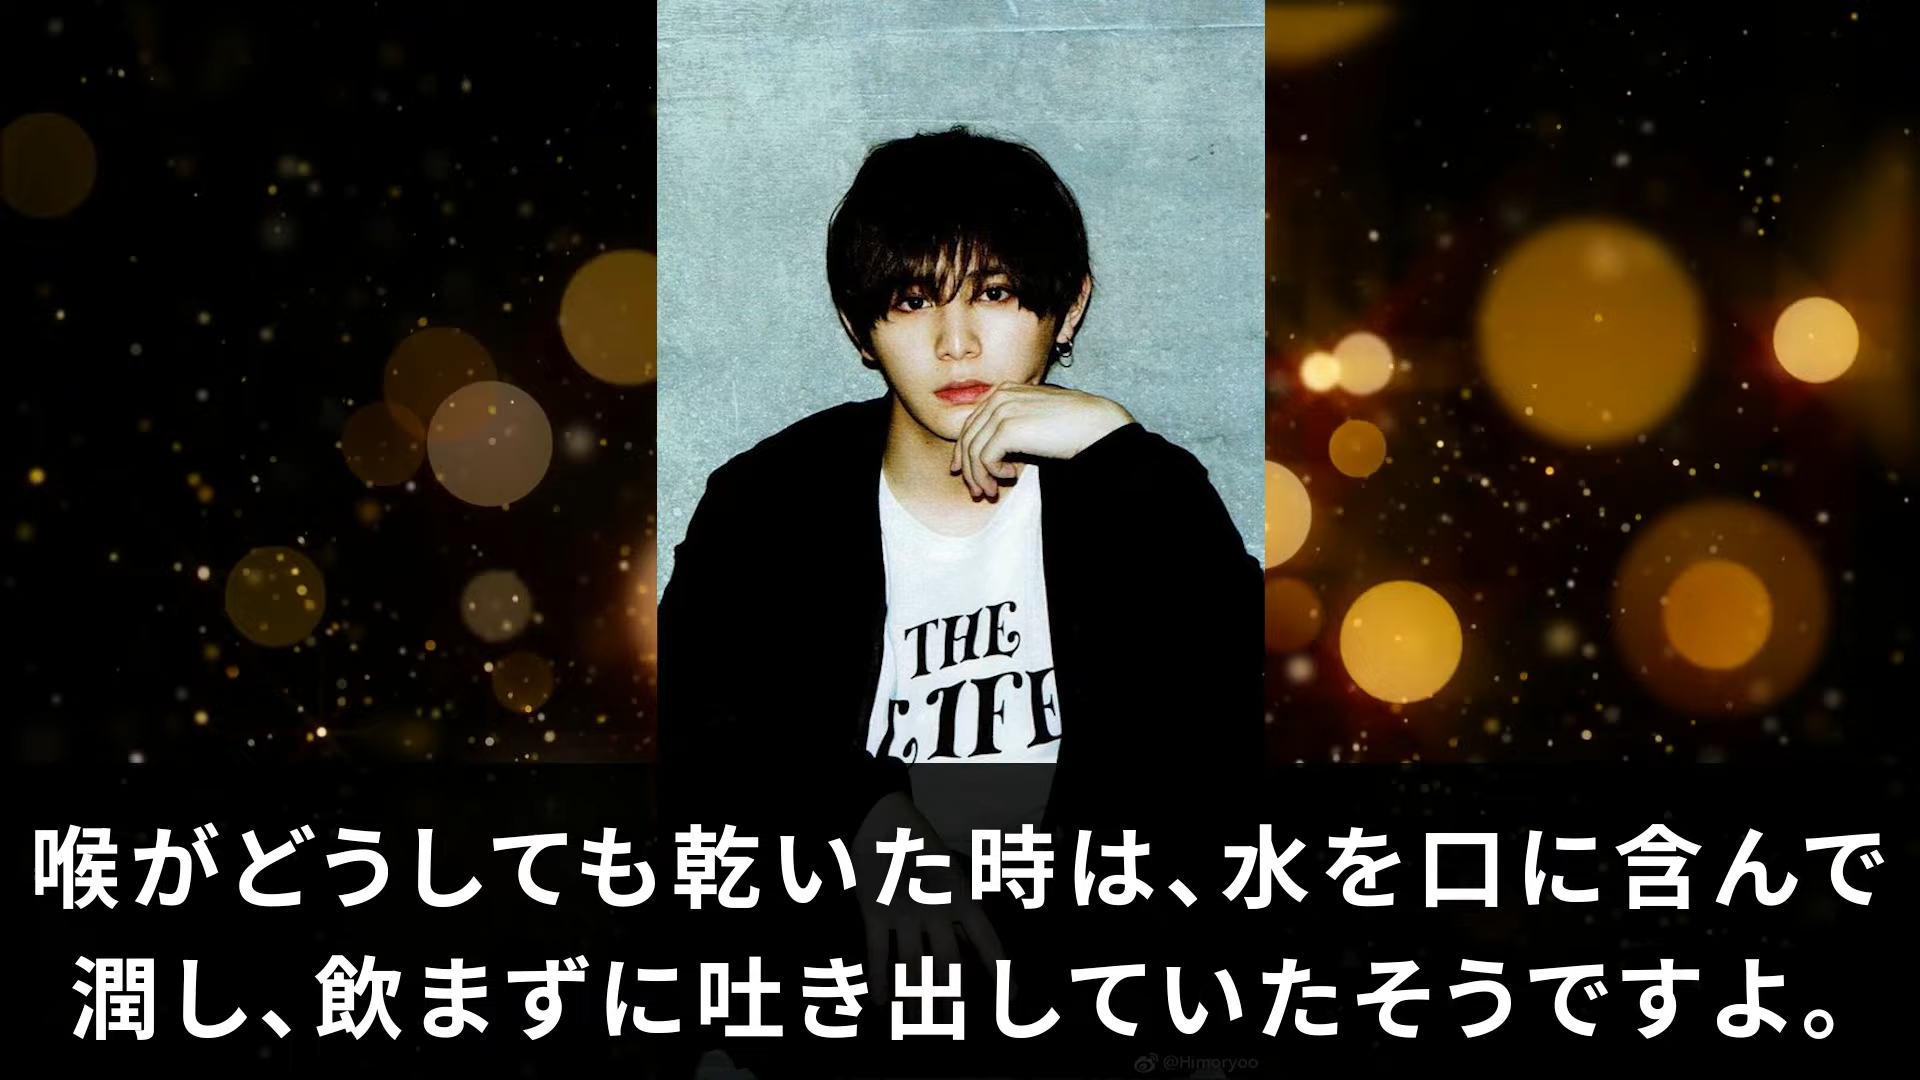 THE
LIFE
喉がどうしても乾いた時は、水を口に含んで
潤し、飲まずに吐き出していたそうですよ。
@Himoryoo